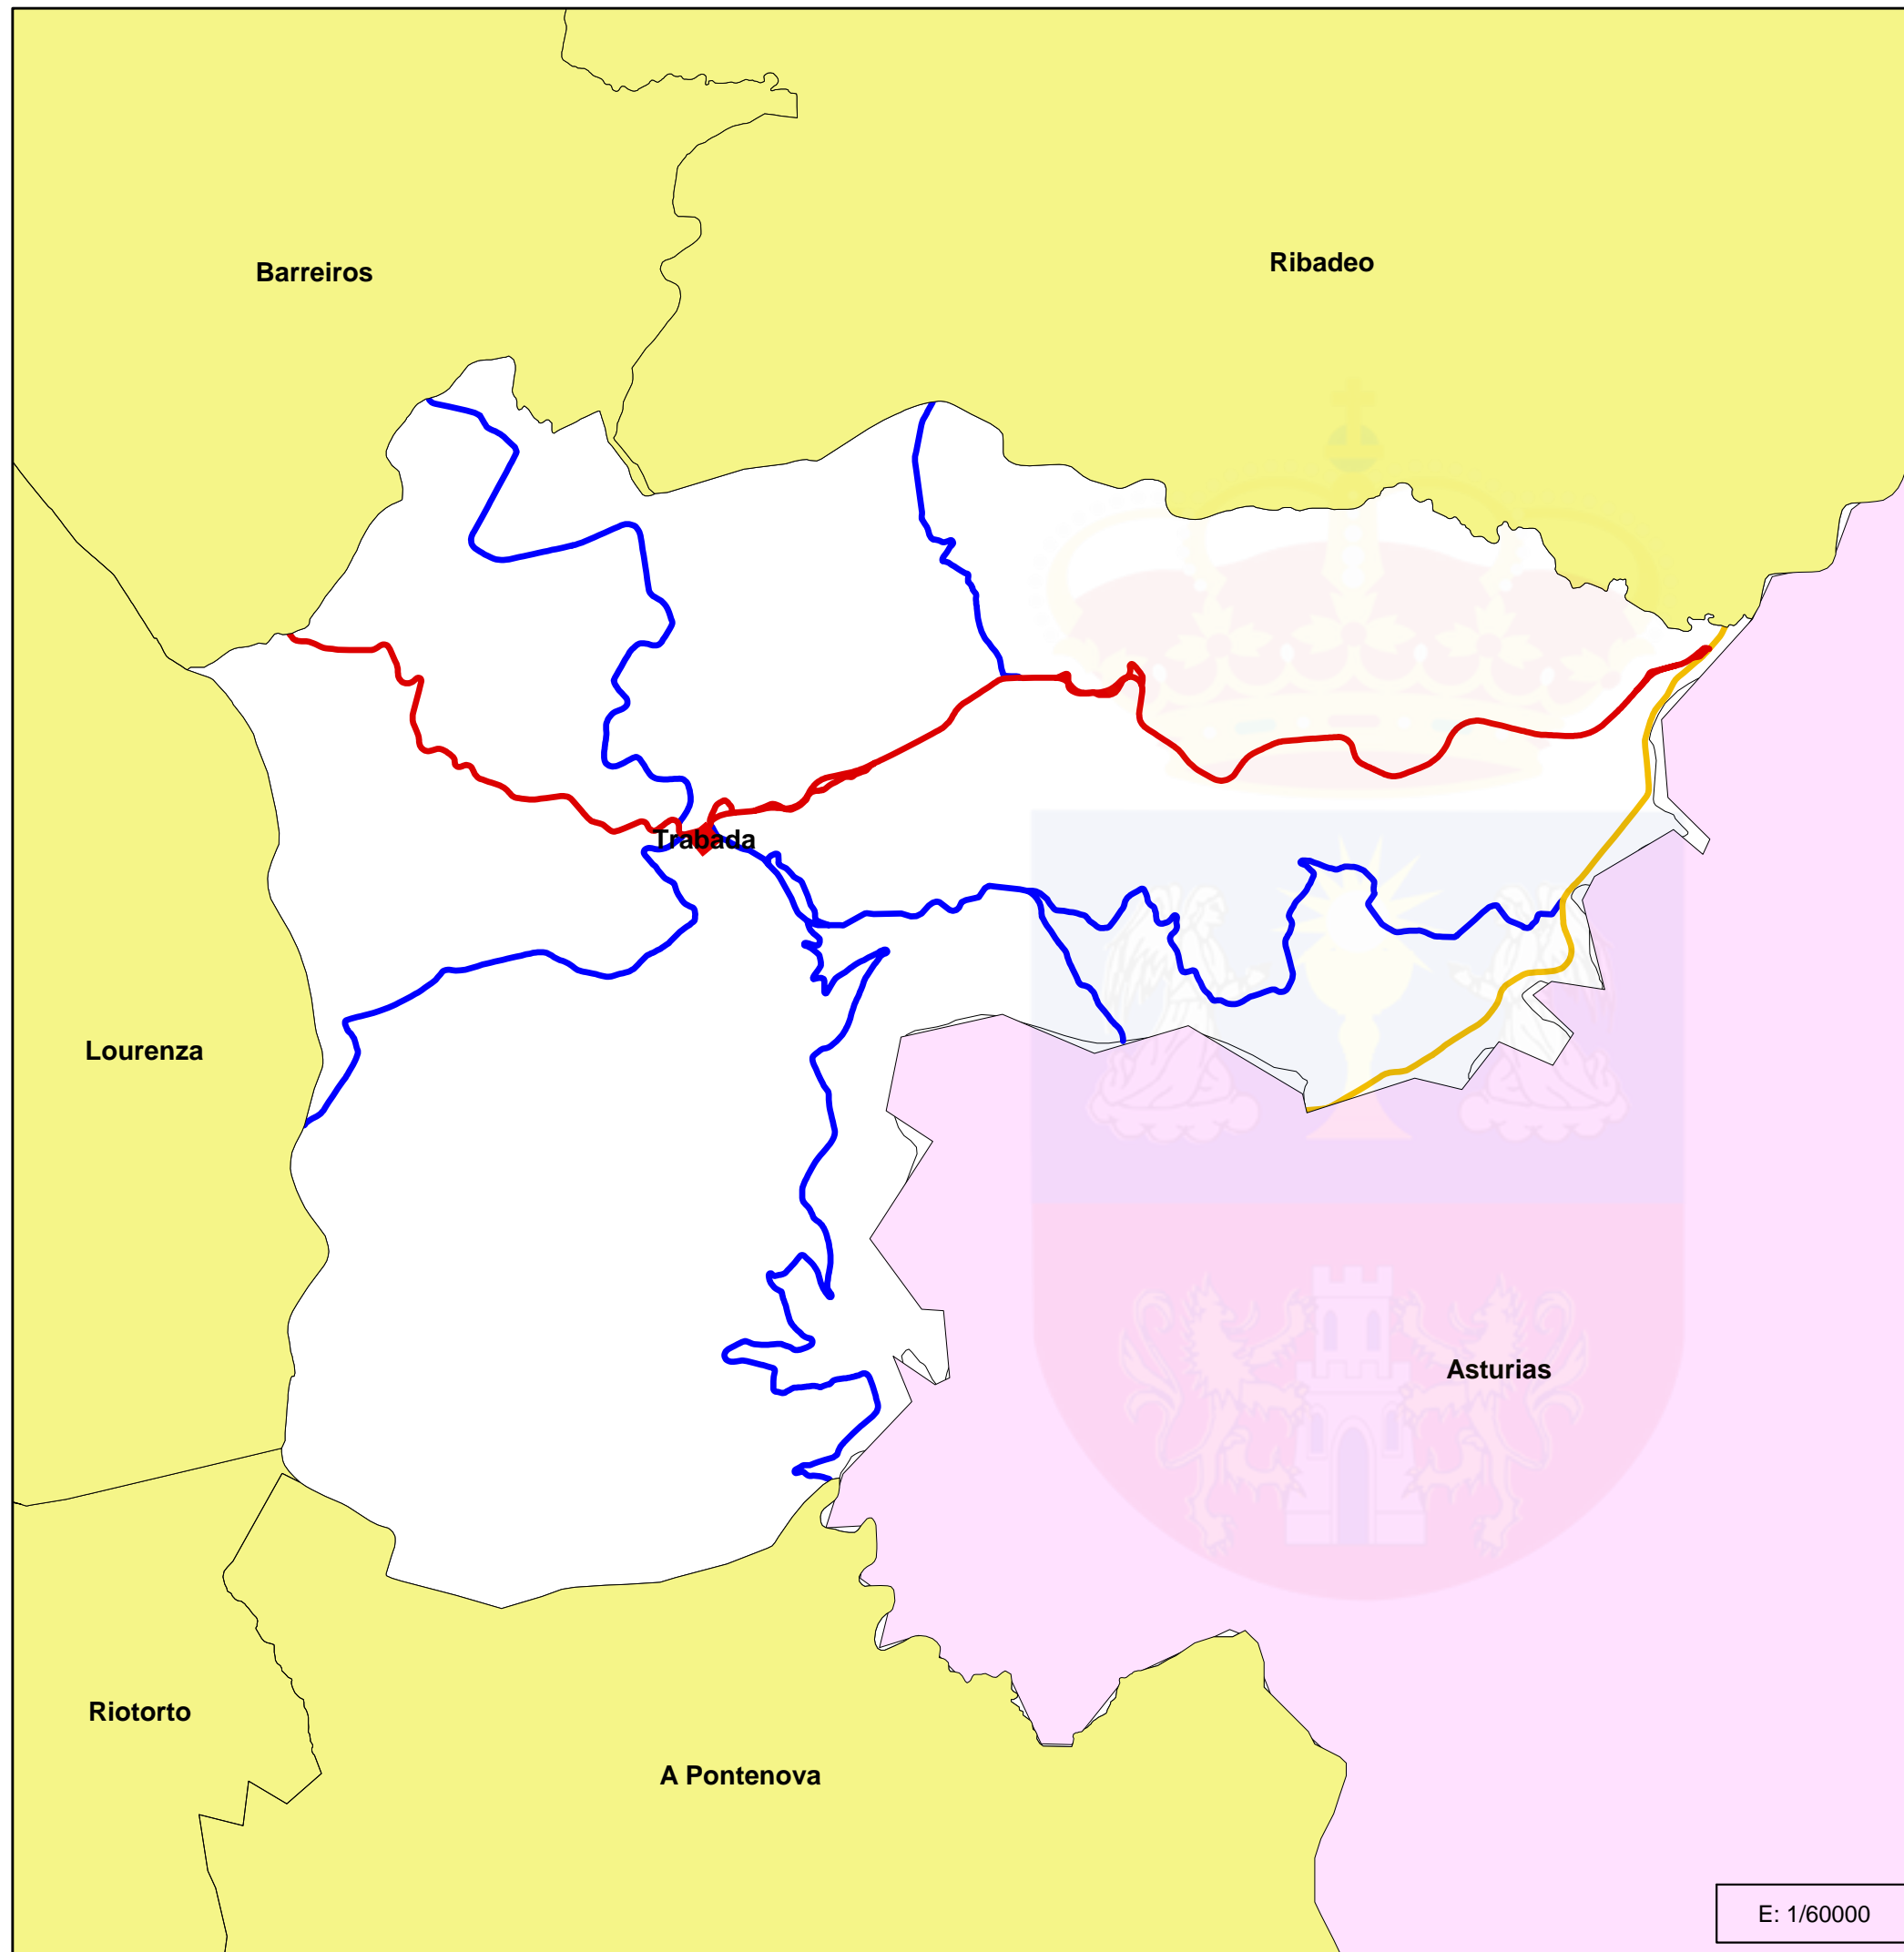 Barreiros
Ribadeo
Trabada
Lourenza
Asturias
Riotorto
A Pontenova
E: 1/60000